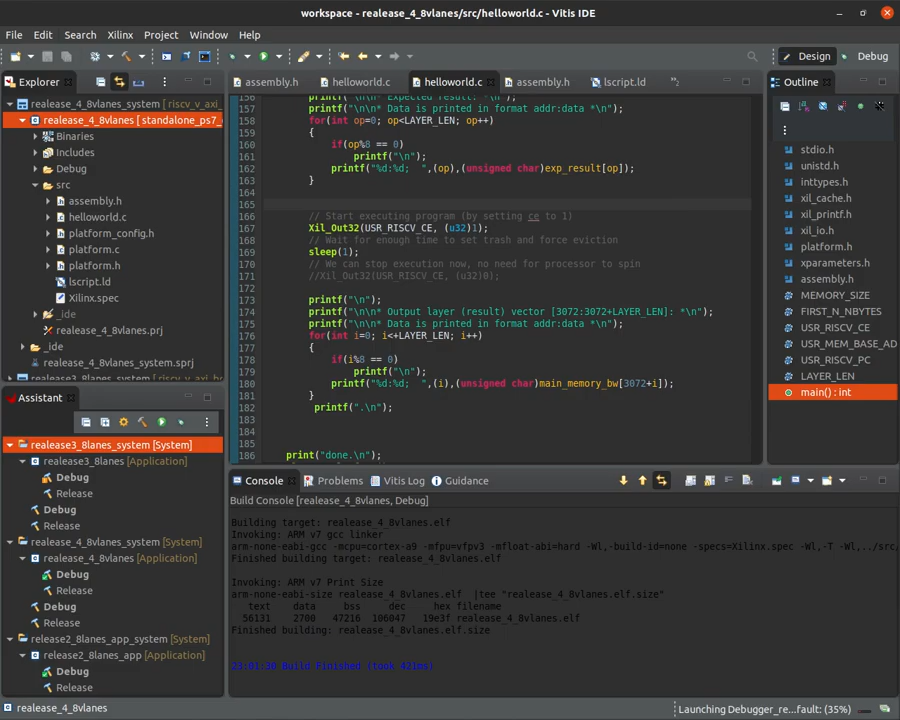 workspace - realease_4_8vlanes/src/helloworld.c - Vitis IDE
File Edit Search Xilinx Project Window Help
Design Debug
Explorer
realease_4_8vlanes_system [ riscv_v_axi_
realease_4_8vlanes [ standalone_ps7_
Binaries
Includes
Debug
src
assembly.h
helloworld.c
platform_config.h
platform.c
platform.h
lscript.ld
Xilinx.spec
_ide
realease_4_8vlanes.prj
_ide
realease_4_8vlanes_system.sprj
Assistant
realease3_8lanes_system [System]
realease3_8lanes [Application]
Debug
Release
Debug
Release
realease_4_8vlanes_system [System]
realease_4_8vlanes [Application]
Debug
Release
Debug
Release
release2_8lanes_app_system [System]
release2_8lanes_app [Application]
Debug
Release
assembly.h helloworld.c helloworld.c assembly.h lscript.ld
156 printf("\n\n* Expected result: *\n");
157 printf("\n\n* Data is printed in format addr:data *\n");
158 for(int op=0; op<LAYER_LEN; op++)
159 {
160 if(op%8 == 0)
161 printf("\n");
162 printf("%d:%d;  ",(op),(unsigned char)exp_result[op]);
163 }
164
165
166 // Start executing program (by setting ce to 1)
167 Xil_Out32(USR_RISCV_CE, (u32)1);
168 // Wait for enough time to set trash and force eviction
169 sleep(1);
170 // We can stop execution now, no need for processor to spin
171 //Xil_Out32(USR_RISCV_CE, (u32)0);
172
173 printf("\n");
174 printf("\n\n* Output layer (result) vector [3072:3072+LAYER_LEN]: *\n");
175 printf("\n\n* Data is printed in format addr:data *\n");
176 for(int i=0; i<+LAYER_LEN; i++)
177 {
178 if(i%8 == 0)
179 printf("\n");
180 printf("%d:%d;  ",(i),(unsigned char)main_memory_bw[3072+i]);
181 }
182 printf(".\n");
183
184
185
186 print("done.\n");
Outline
stdio.h
unistd.h
inttypes.h
xil_cache.h
xil_printf.h
xil_io.h
platform.h
xparameters.h
assembly.h
MEMORY_SIZE
FIRST_N_NBYTES
USR_RISCV_CE
USR_MEM_BASE_AD
USR_RISCV_PC
LAYER_LEN
main() : int
Console Problems Vitis Log Guidance
Build Console [realease_4_8vlanes, Debug]
Building target: realease_4_8vlanes.elf
Invoking: ARM v7 gcc linker
arm-none-eabi-gcc -mcpu=cortex-a9 -mfpu=vfpv3 -mfloat-abi=hard -Wl,-build-id=none -specs=Xilinx.spec -Wl,-T -Wl,../src/
Finished building target: realease_4_8vlanes.elf
Invoking: ARM v7 Print Size
arm-none-eabi-size realease_4_8vlanes.elf  |tee "realease_4_8vlanes.elf.size"
text data bss dec hex filename
56131 2700 47216 106047 19e3f realease_4_8vlanes.elf
Finished building: realease_4_8vlanes.elf.size
23:01:30 Build Finished (took 421ms)
realease_4_8vlanes
Launching Debugger_re...fault: (35%)